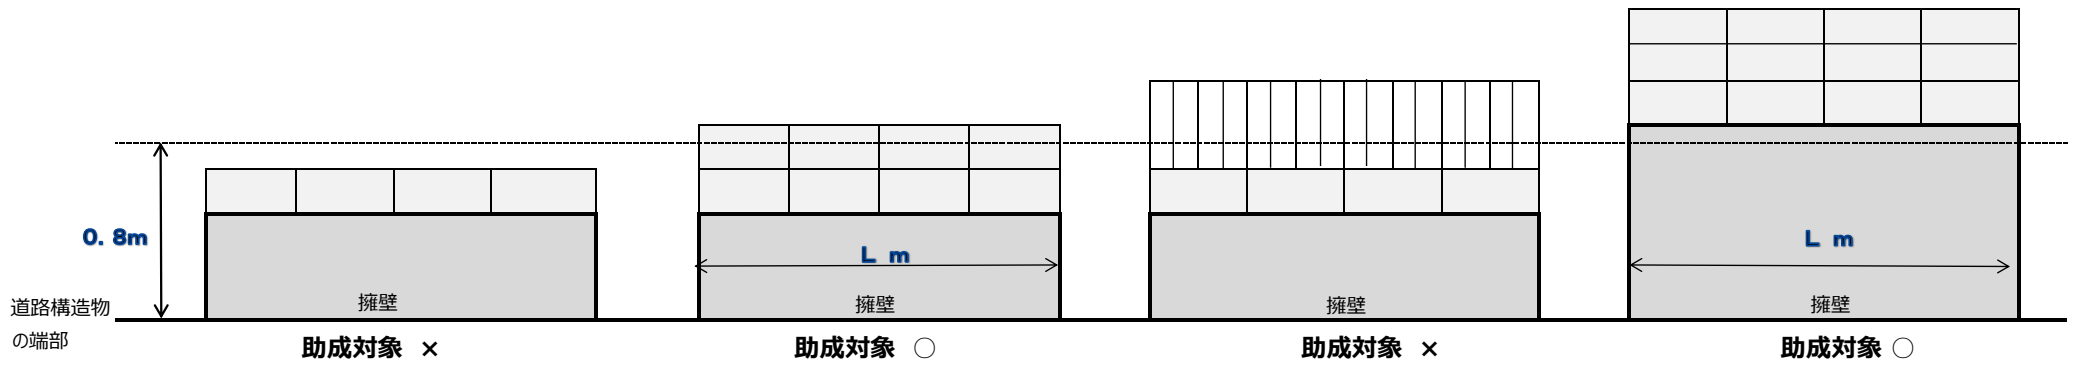 0. 8m
道路構造物
の端部
擁壁
助成対象 ×
L m
擁壁
助成対象 ○
擁壁
助成対象 ×
L m
擁壁
助成対象 ○